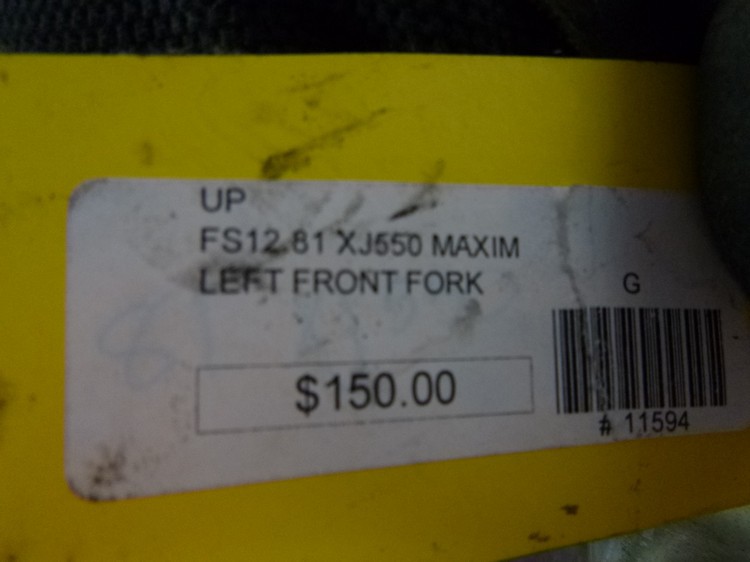 UP
FS12 81 XJ550 MAXIM
LEFT FRONT FORK
G
$150.00
# 11594